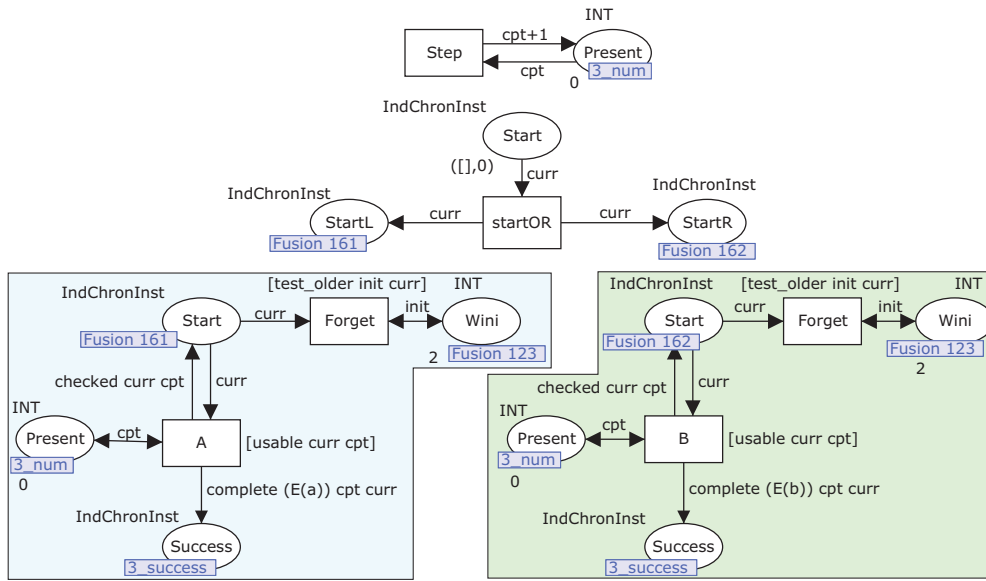 INT
Step
cpt+1
cpt
Present
3_num
0
IndChronInst
Start
([],0)
curr
IndChronInst
StartL
Fusion 161
curr
startOR
curr
IndChronInst
StartR
Fusion 162
[test_older init curr]
INT
IndChronInst
Start
Fusion 161
curr
Forget
init
Wini
Fusion 123
2
checked curr cpt
curr
INT
Present
3_num
0
cpt
A
[usable curr cpt]
complete (E(a)) cpt curr
IndChronInst
Success
3_success
[test_older init curr]
INT
IndChronInst
Start
Fusion 162
curr
Forget
init
Wini
Fusion 123
2
checked curr cpt
curr
INT
Present
3_num
0
cpt
B
[usable curr cpt]
complete (E(b)) cpt curr
IndChronInst
Success
3_success